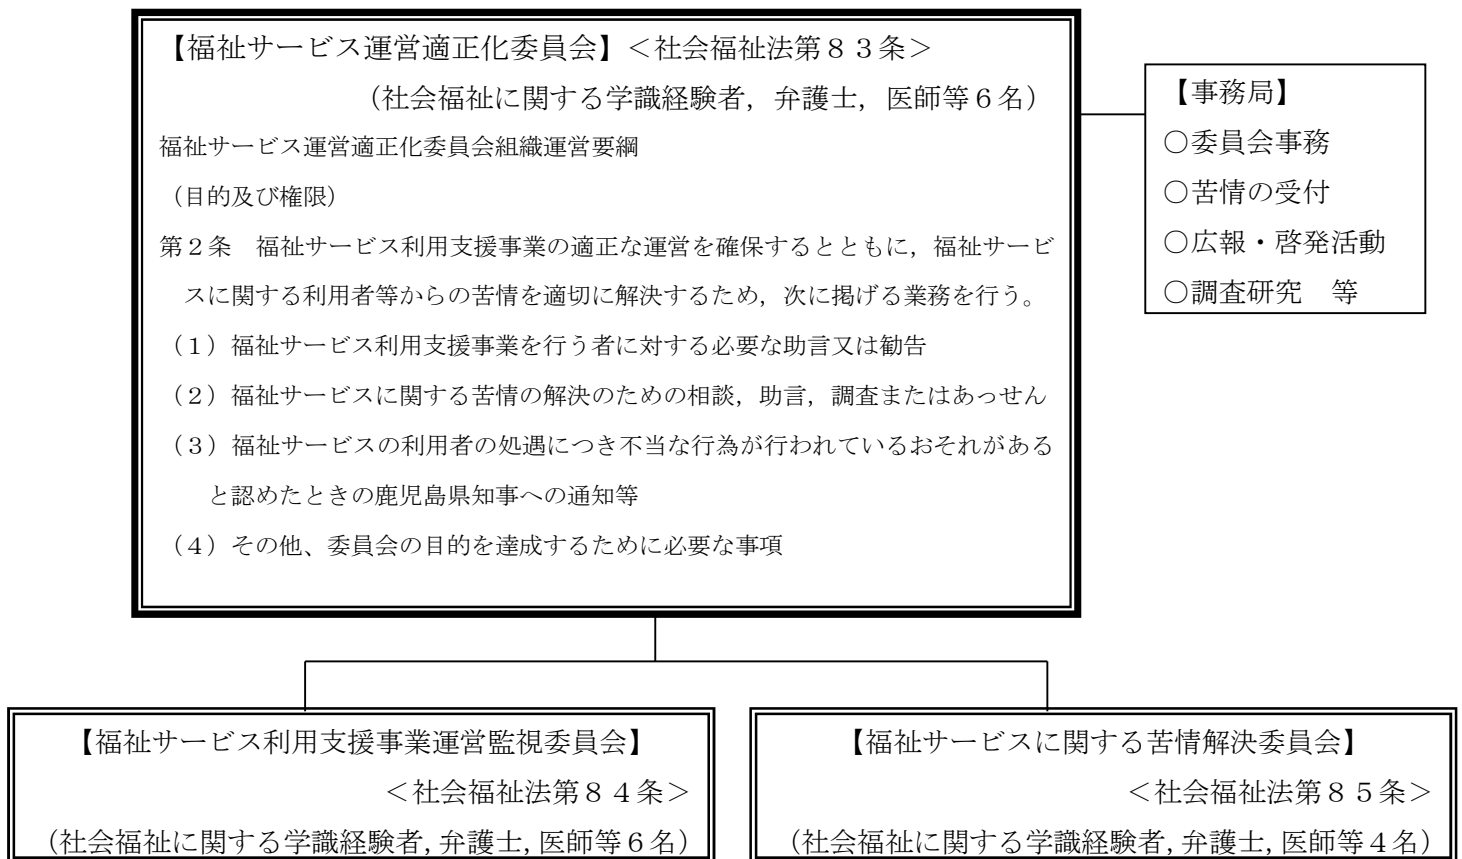 【福祉サービス運営適正化委員会】＜社会福祉法第８３条＞
（社会福祉に関する学識経験者，弁護士，医師等６名）
福祉サービス運営適正化委員会組織運営要綱
（目的及び権限）
第２条　福祉サービス利用支援事業の適正な運営を確保するとともに，福祉サービ
スに関する利用者等からの苦情を適切に解決するため，次に掲げる業務を行う。
（１）福祉サービス利用支援事業を行う者に対する必要な助言又は勧告
（２）福祉サービスに関する苦情の解決のための相談，助言，調査またはあっせん
（３）福祉サービスの利用者の処遇につき不当な行為が行われているおそれがある
と認めたときの鹿児島県知事への通知等
（４）その他、委員会の目的を達成するために必要な事項
【事務局】
○委員会事務
○苦情の受付
○広報・啓発活動
○調査研究　等
【福祉サービス利用支援事業運営監視委員会】
＜社会福祉法第８４条＞
（社会福祉に関する学識経験者，弁護士，医師等６名）
【福祉サービスに関する苦情解決委員会】
＜社会福祉法第８５条＞
（社会福祉に関する学識経験者，弁護士，医師等４名）